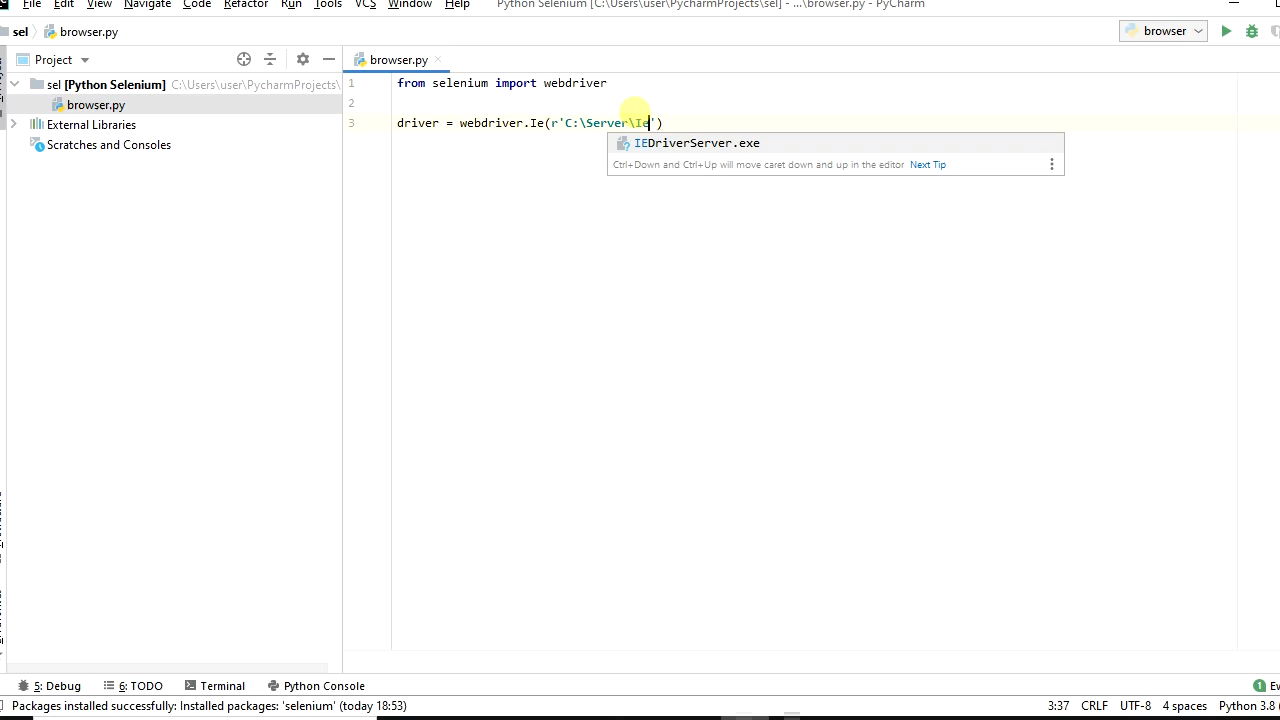 File Edit View Navigate Code Refactor Run Tools VCS Window Help Python Selenium [C:\Users\user\PycharmProjects\sel] - ...\browser.py - PyCharm
sel browser.py browser
Project browser.py
sel [Python Selenium] C:\Users\user\PycharmProjects\
browser.py
External Libraries
Scratches and Consoles
1 from selenium import webdriver
2
3 driver = webdriver.Ie(r'C:\Server\Ie')
IEDriverServer.exe
Ctrl+Down and Ctrl+Up will move caret down and up in the editor Next Tip
5: Debug 6: TODO Terminal Python Console 1 Ev
Packages installed successfully: Installed packages: 'selenium' (today 18:53) 3:37 CRLF UTF-8 4 spaces Python 3.8 (